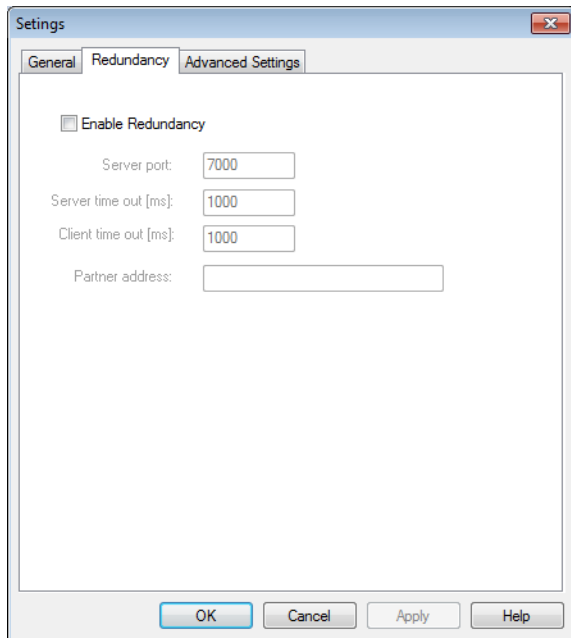 Setings
General Redundancy Advanced Settings
Enable Redundancy
Server port: 7000
Server time out [ms]: 1000
Client time out [ms]: 1000
Partner address:
OK Cancel Apply Help